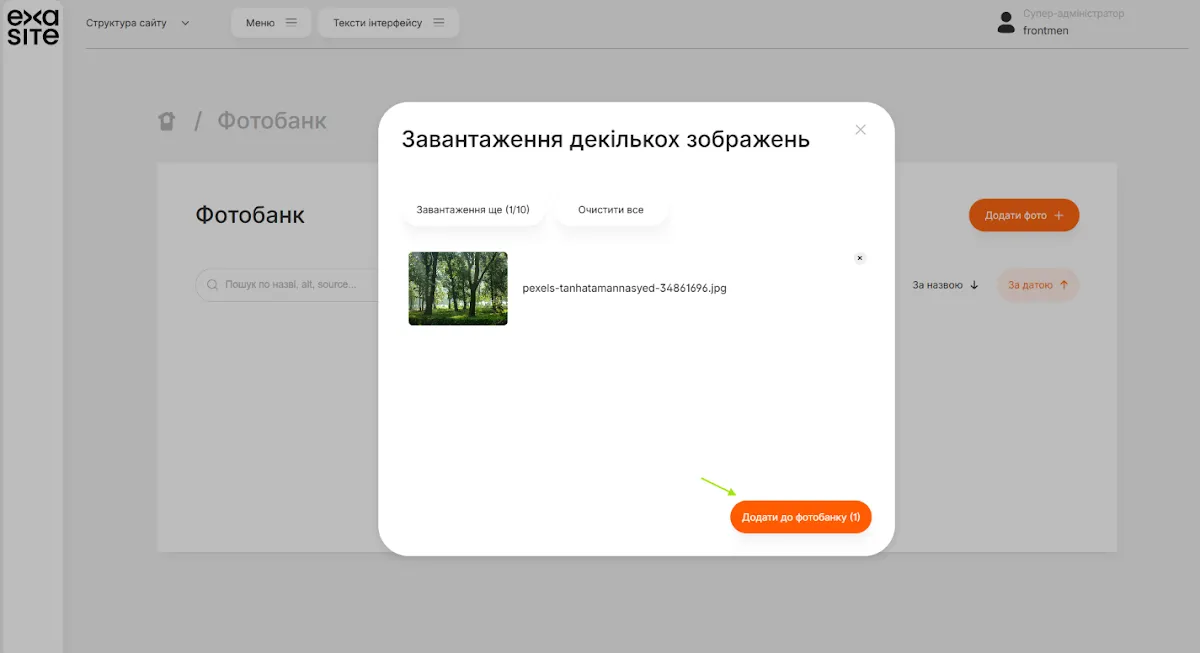 exa
site
Структура сайту
Меню
Тексти інтерфейсу
Супер-адміністратор
frontmen
/ Фотобанк
Завантаження декількох зображень
Фотобанк
Завантаження ще (1/10)
Очистити все
Додати фото +
Пошук по назві, alt, source...
pexels-tanhatamannasyed-34861696.jpg
За назвою ↓
За датою ↑
Додати до фотобанку (1)